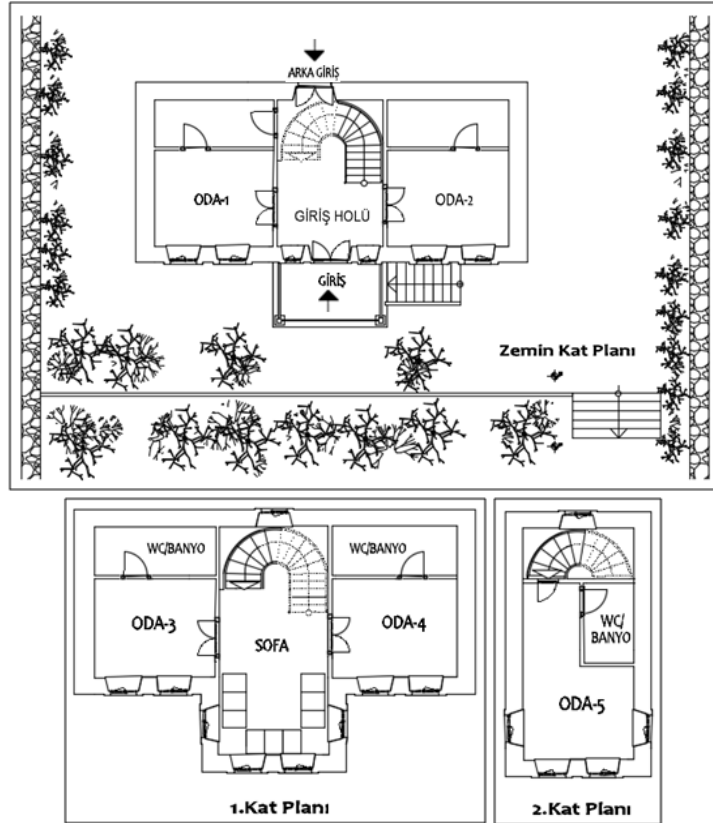 ARKA GİRİŞ
ODA-1
GİRİŞ HOLÜ
ODA-2
GİRİŞ
Zemin Kat Planı
WC/BANYO
WC/BANYO
ODA-3
SOFA
ODA-4
1.Kat Planı
WC/
BANYO
ODA-5
2.Kat Planı